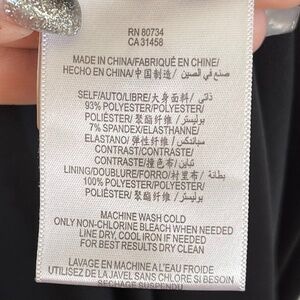 RN 80734
CA 31458
MADE IN CHINA/FABRIQUÉ EN CHINE/
HECHO EN CHINA/中国制造/ صنع في الصين
SELF/AUTO/LIBRE/大身面料/ ذاتي
93% POLYESTER/POLYESTER/
POLIÉSTER/聚酯纤维/ بوليستر
7% SPANDEX/ELASTHANNE/
ELASTANO/弹性纤维/ سباندكس
CONTRAST/CONTRASTE/
CONTRASTE/撞色布/ تباين
LINING/DOUBLURE/FORRO/衬里布/ بطانة
100% POLYESTER/POLYESTER/
POLIÉSTER/聚酯纤维/ بوليستر
MACHINE WASH COLD
ONLY NON-CHLORINE BLEACH WHEN NEEDED
LINE DRY, COOL IRON IF NEEDED
FOR BEST RESULTS DRY CLEAN
LAVAGE EN MACHINE A L'EAU FROIDE
UTILISEZ DE LA JAVEL SANS CHLORE SI BESOIN
SECHAGE SUSPENDU